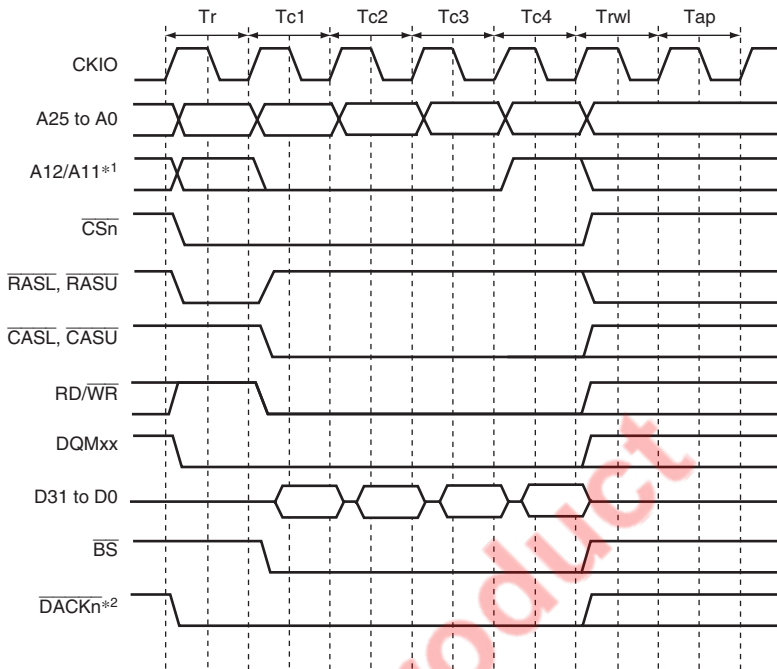 Tr Tc1 Tc2 Tc3 Tc4 Trwl Tap
CKIO
A25 to A0
A12/A11*1
CSn
RASL, RASU
CASL, CASU
RD/WR
DQMxx
D31 to D0
BS
DACKn*2
roduct